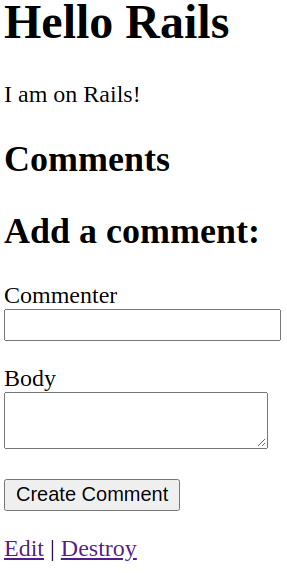 Hello Rails
I am on Rails!
Comments
Add a comment:
Commenter
Body
Create Comment
Edit | Destroy